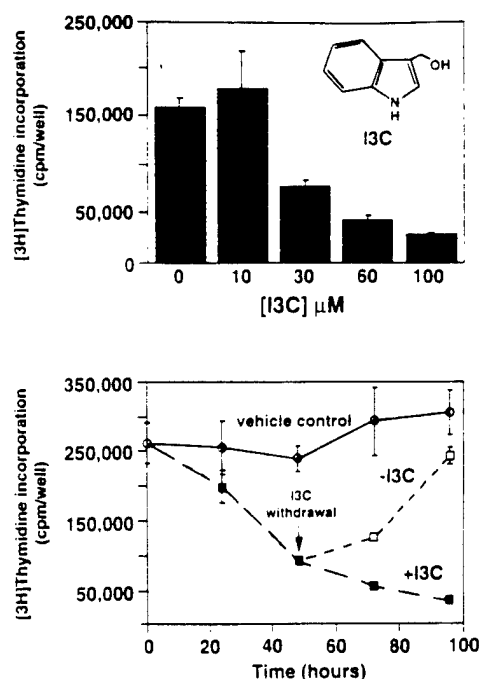 [3H]Thymidine incorporation
(cpm/well)
250,000
150,000
50,000
0
OH
N
H
I3C
0 10 30 60 100
[I3C] μM
[3H]Thymidine incorporation
(cpm/well)
350,000
250,000
150,000
50,000
vehicle control
I3C
withdrawal
-I3C
+I3C
0 20 40 60 80 100
Time (hours)